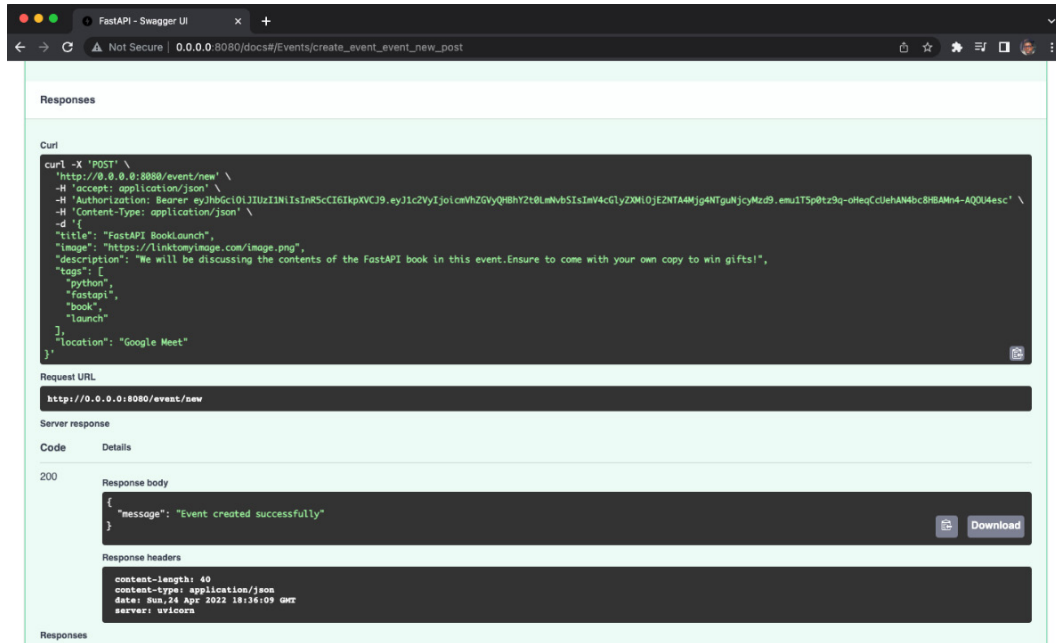 FastAPI - Swagger UI
Not Secure | 0.0.0.0:8080/docs#/Events/create_event_event_new_post
Responses
Curl
curl -X 'POST' \
'http://0.0.0.0:8080/event/new' \
-H 'accept: application/json' \
-H 'Authorization: Bearer \
-H 'Content-Type: application/json' \
-d '{
"title": "FastAPI BookLaunch",
"image": "https://linktomyimage.com/image.png",
"description": "We will be discussing the contents of the FastAPI book in this event.Ensure to come with your own copy to win gifts!",
"tags": [
"python",
"fastapi",
"book",
"launch"
],
"location": "Google Meet"
}'
Request URL
http://0.0.0.0:8080/event/new
Server response
Code Details
200
Response body
{
"message": "Event created successfully"
}
Download
Response headers
content-length: 40
content-type: application/json
date: Sun,24 Apr 2022 18:36:09 GMT
server: uvicorn
Responses